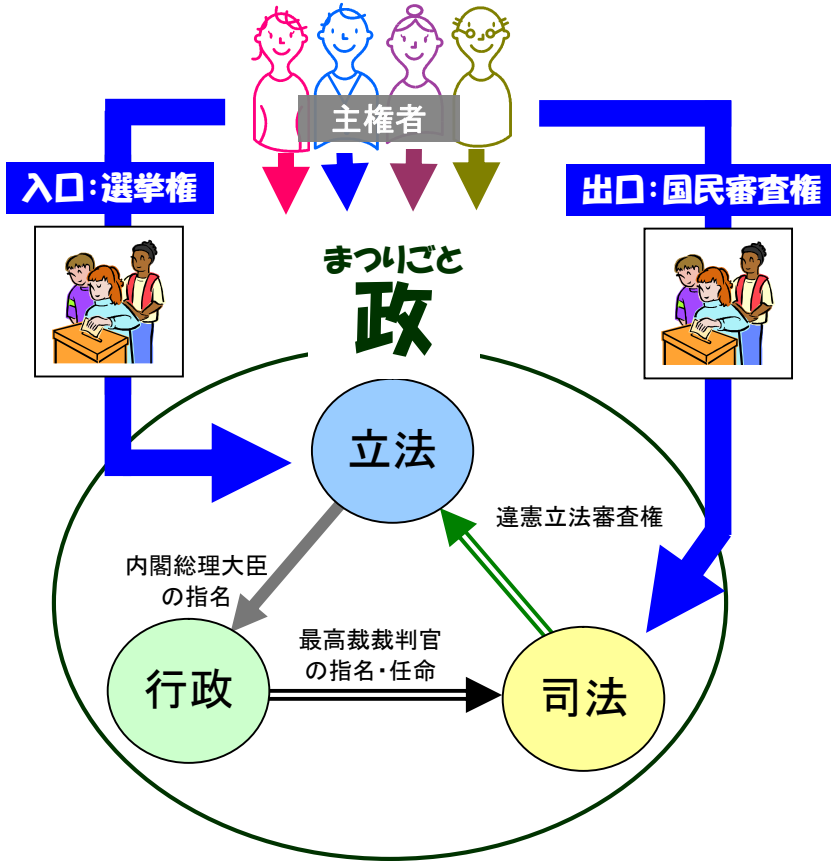 主権者
入口:選挙権
出口:国民審査権
まつりごと
政
立法
違憲立法審査権
内閣総理大臣
の指名
最高裁裁判官
の指名・任命
行政
司法